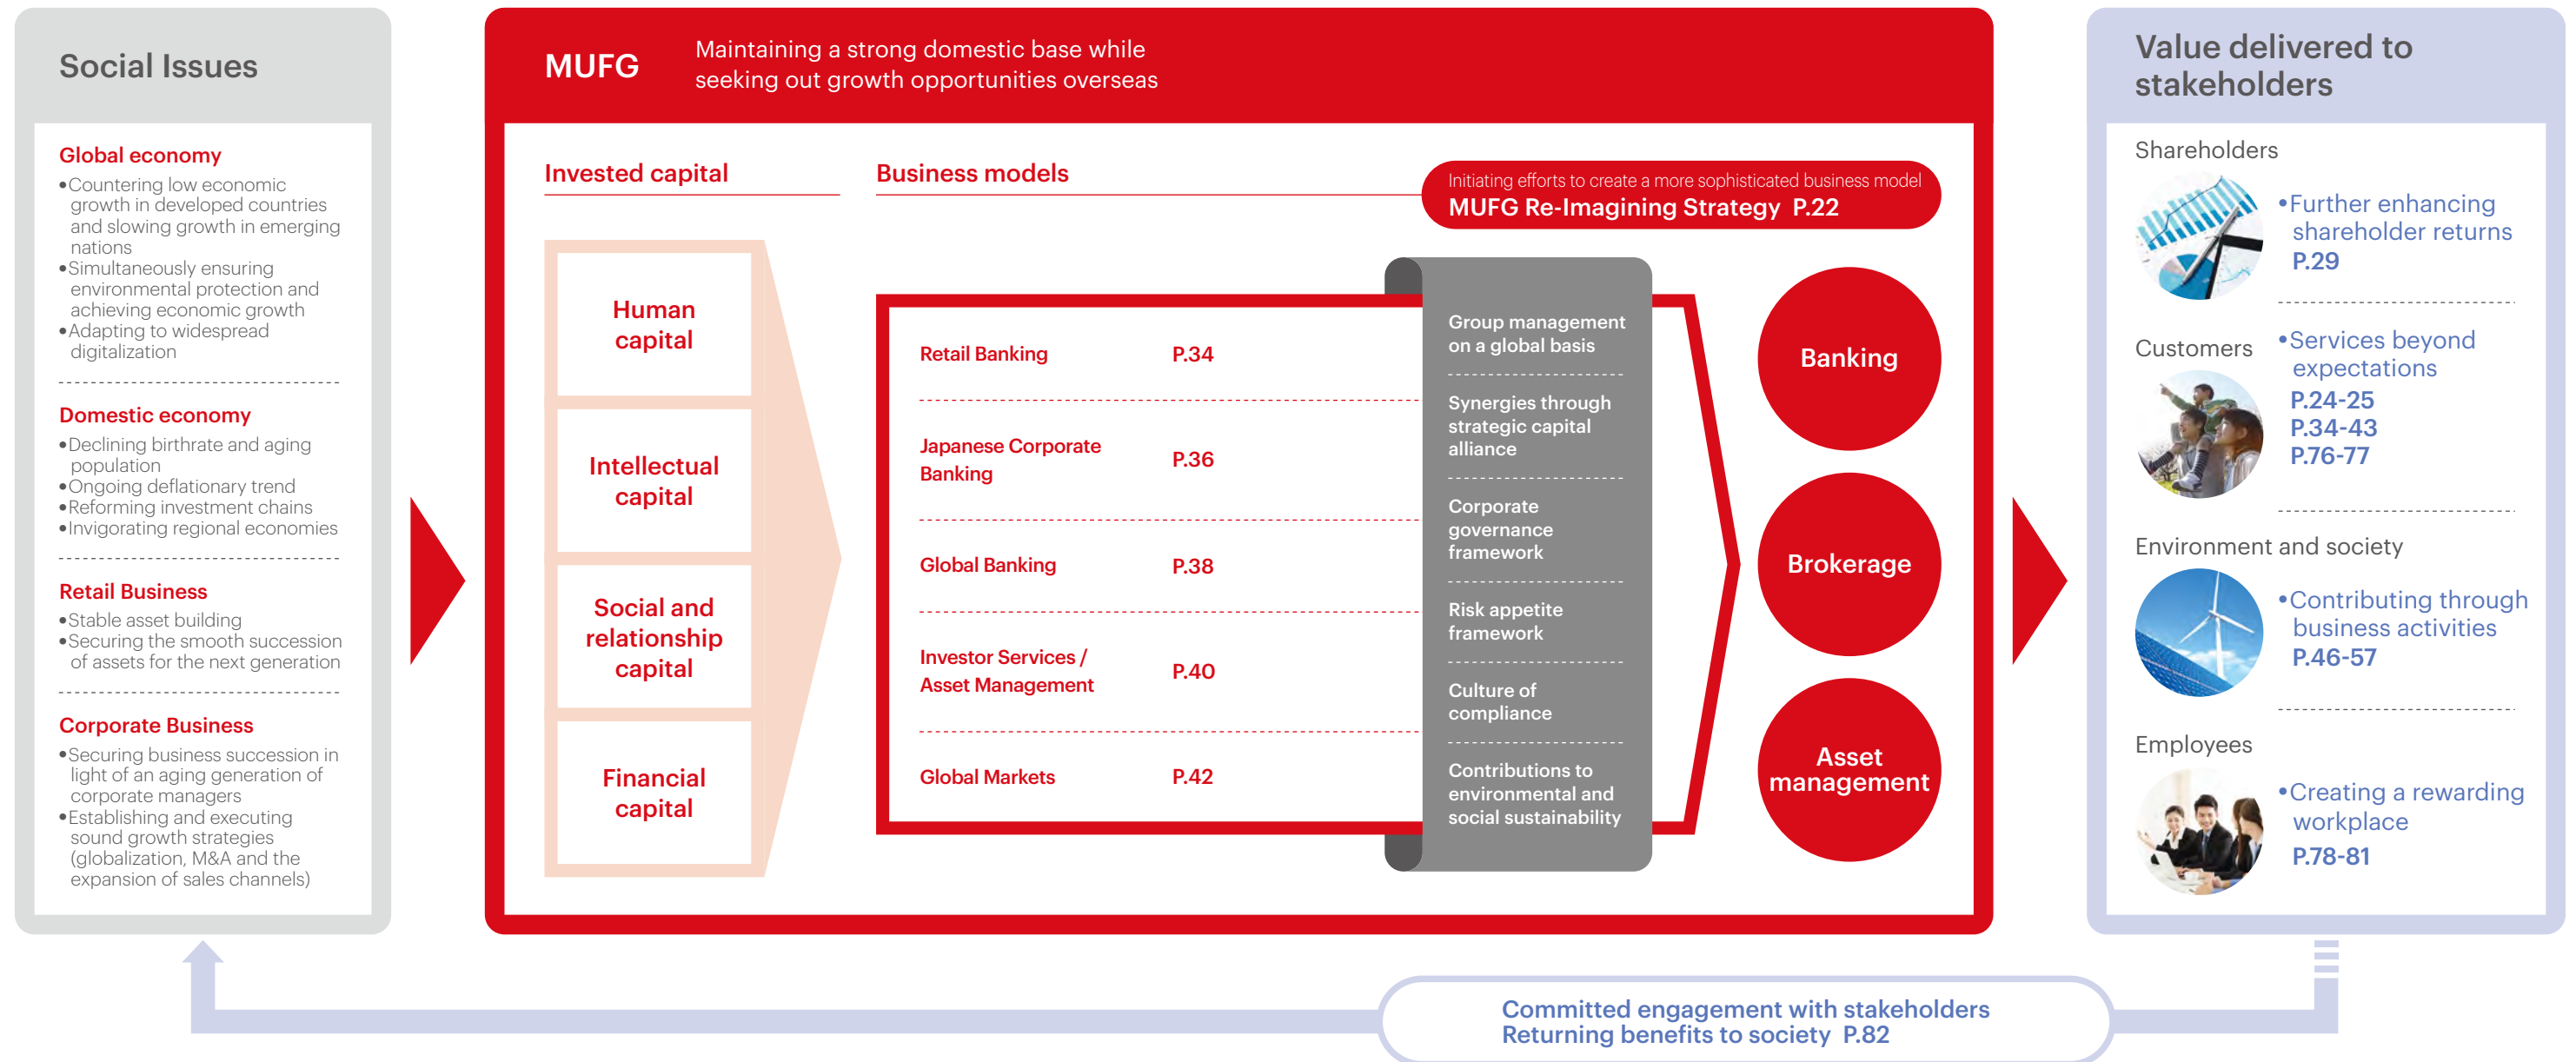 Social Issues
Global economy
•Countering low economic
growth in developed countries
and slowing growth in emerging
nations
•Simultaneously ensuring
environmental protection and
achieving economic growth
•Adapting to widespread
digitalization
Domestic economy
•Declining birthrate and aging
population
•Ongoing deflationary trend
•Reforming investment chains
•Invigorating regional economies
Retail Business
•Stable asset building
•Securing the smooth succession
of assets for the next generation
Corporate Business
•Securing business succession in
light of an aging generation of
corporate managers
•Establishing and executing
sound growth strategies
(globalization, M&A and the
expansion of sales channels)
MUFG
Maintaining a strong domestic base while
seeking out growth opportunities overseas
Invested capital
Human
capital
Intellectual
capital
Social and
relationship
capital
Financial
capital
Business models
Initiating efforts to create a more sophisticated business model
MUFG Re-Imagining Strategy P.22
Retail Banking P.34
Japanese Corporate
Banking
P.36
Global Banking P.38
Investor Services /
Asset Management
P.40
Global Markets P.42
Group management
on a global basis
Synergies through
strategic capital
alliance
Corporate
governance
framework
Risk appetite
framework
Culture of
compliance
Contributions to
environmental and
social sustainability
Banking
Brokerage
Asset
management
Value delivered to
stakeholders
Shareholders
•Further enhancing
shareholder returns
P.29
Customers
•Services beyond
expectations
P.24-25
P.34-43
P.76-77
Environment and society
•Contributing through
business activities
P.46-57
Employees
•Creating a rewarding
workplace
P.78-81
Committed engagement with stakeholders
Returning benefits to society P.82